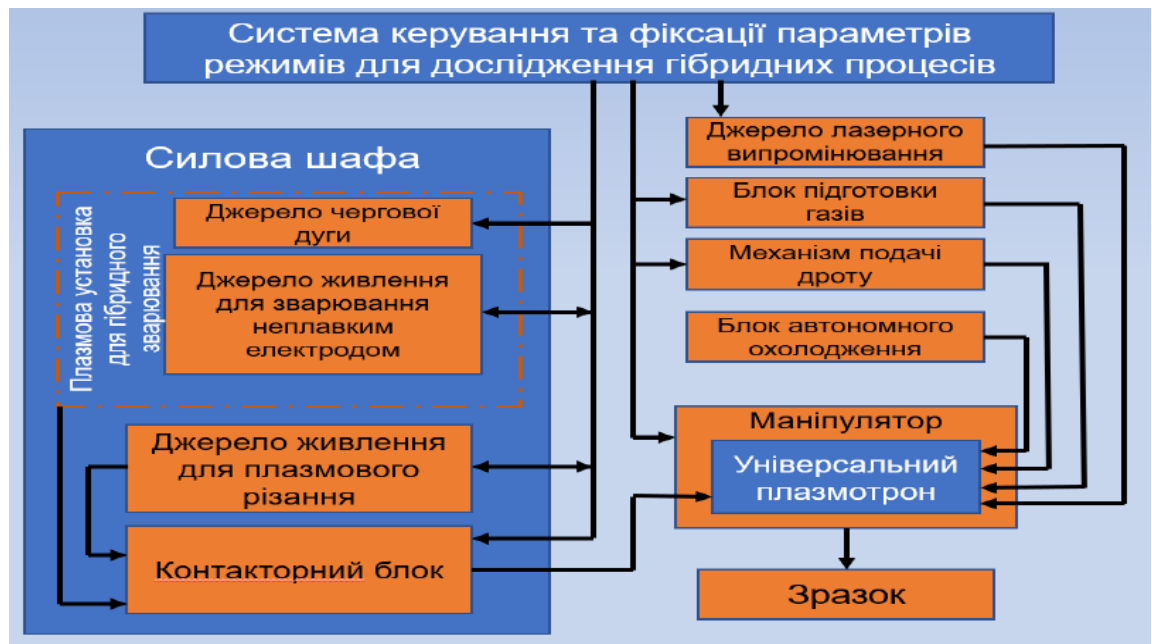 Система керування та фіксації параметрів
режимів для дослідження гібридних процесів
Силова шафа
Плазмова установка
для гібридного
зварювання
Джерело чергової
дуги
Джерело живлення
для зварювання
неплавким
електродом
Джерело живлення
для плазмового
різання
Контакторний блок
Джерело лазерного
випромінювання
Блок підготовки
газів
Механізм подачі
дроту
Блок автономного
охолодження
Маніпулятор
Універсальний
плазмотрон
Зразок